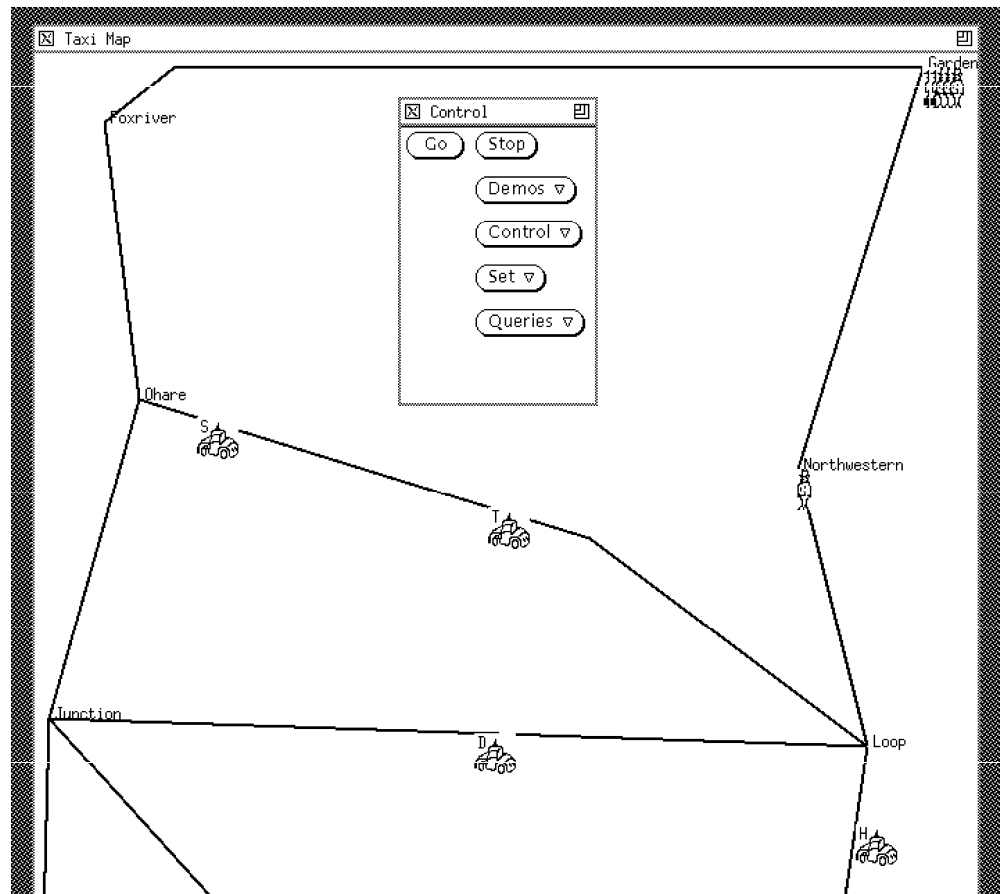 Taxi Map
Garden
Foxriver
Control
Go
Stop
Demos
Control
Set
Queries
Ohare
S
Northwestern
T
Junction
D
Loop
H